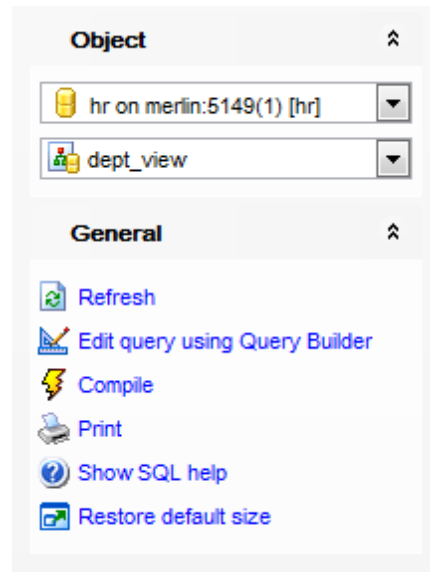 Object
hr on merlin:5149(1) [hr]
dept_view
General
Refresh
Edit query using Query Builder
Compile
Print
Show SQL help
Restore default size